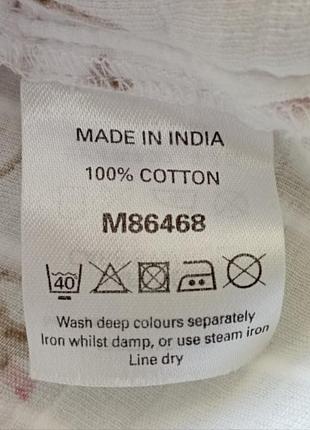 MADE IN INDIA
100% COTTON
M86468
40
Wash deep colours separately
Iron whilst damp, or use steam iron
Line dry